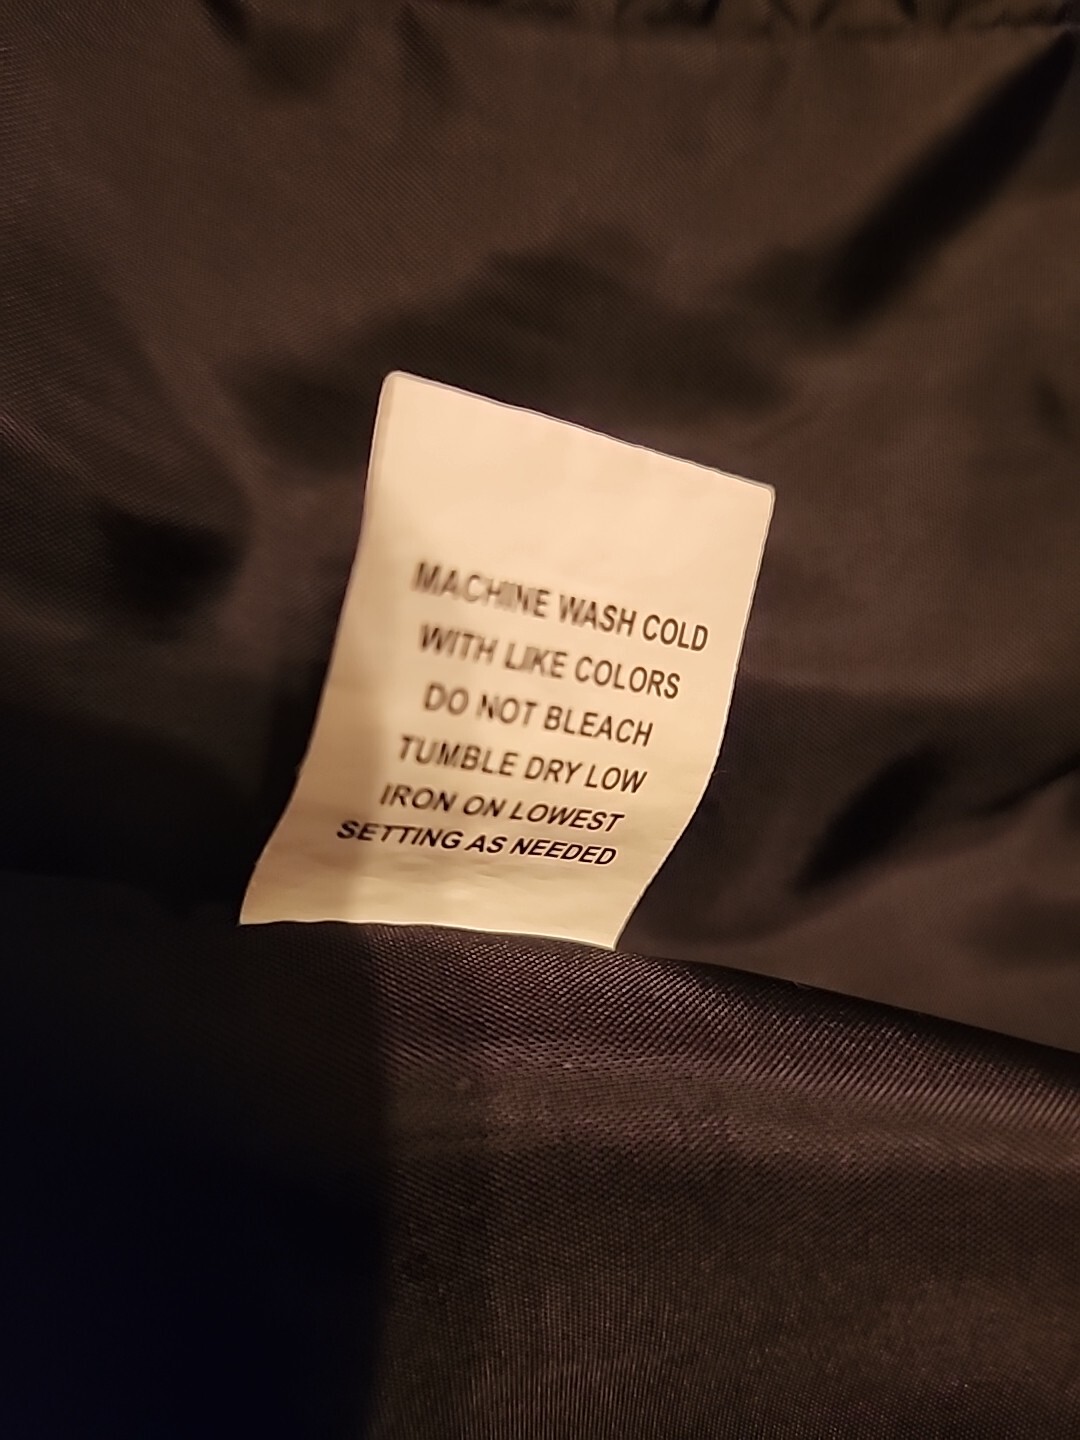 MACHINE WASH COLD
WITH LIKE COLORS
DO NOT BLEACH
TUMBLE DRY LOW
IRON ON LOWEST
SETTING AS NEEDED